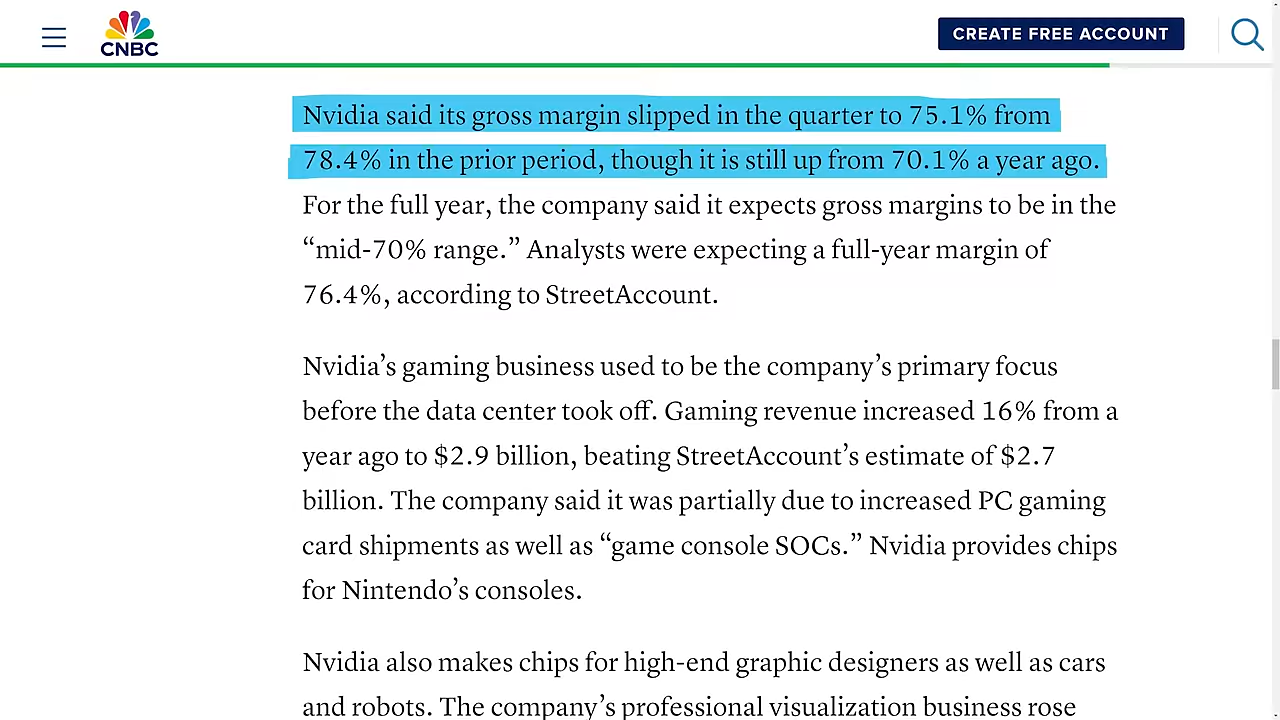 CNBC
CREATE FREE ACCOUNT
Nvidia said its gross margin slipped in the quarter to 75.1% from
78.4% in the prior period, though it is still up from 70.1% a year ago.
For the full year, the company said it expects gross margins to be in the
“mid-70% range.” Analysts were expecting a full-year margin of
76.4%, according to StreetAccount.
Nvidia’s gaming business used to be the company’s primary focus
before the data center took off. Gaming revenue increased 16% from a
year ago to $2.9 billion, beating StreetAccount’s estimate of $2.7
billion. The company said it was partially due to increased PC gaming
card shipments as well as “game console SOCs.” Nvidia provides chips
for Nintendo’s consoles.
Nvidia also makes chips for high-end graphic designers as well as cars
and robots. The company’s professional visualization business rose